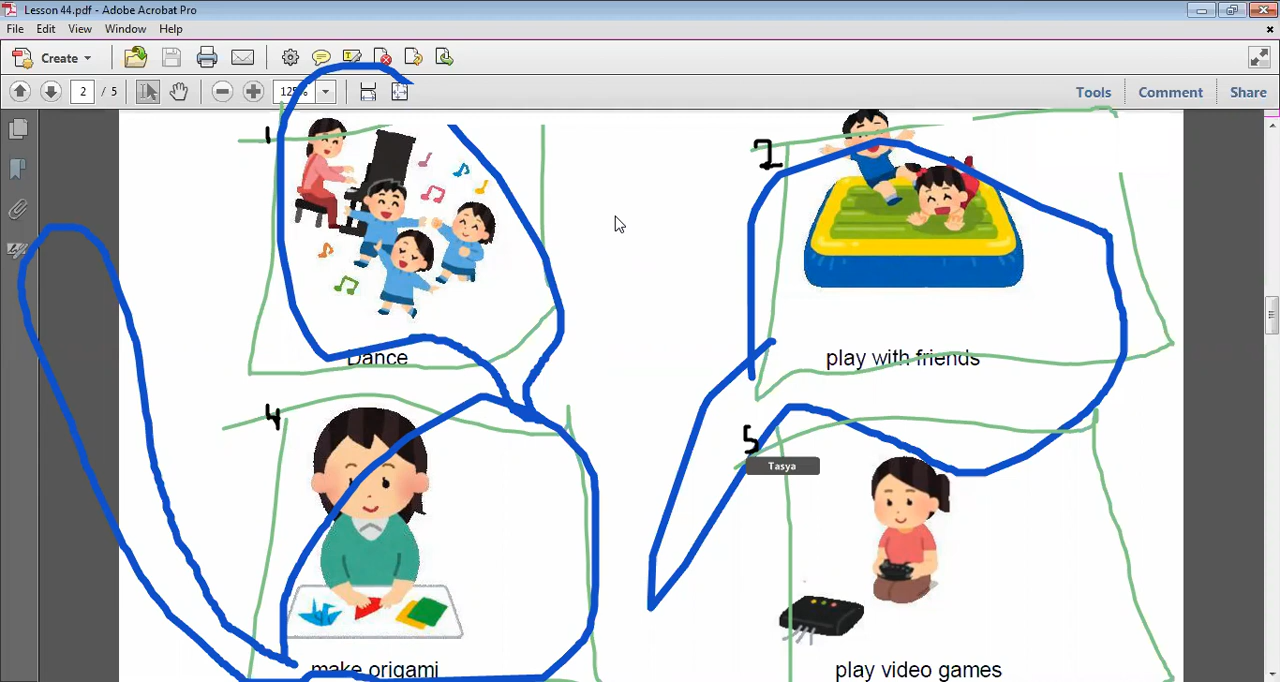 Lesson 44.pdf - Adobe Acrobat Pro
File Edit View Window Help
Create
2 / 5
Tools Comment Share
1
2
Dance
play with friends
4
5
Tasya
make origami
play video games